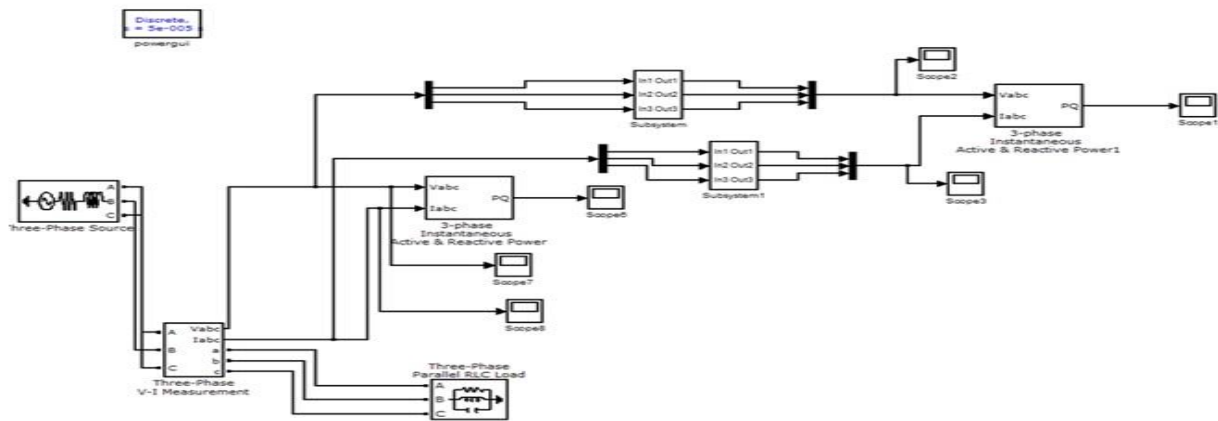 Discrete,
s = 5e-005 s
powergui
Scope2
In1 Out1
In2 Out2
In3 Out3
Subsystem
Vabc
Iabc
PQ
Scope1
3-phase
Instantaneous
Active & Reactive Power1
In1 Out1
In2 Out2
In3 Out3
Subsystem1
Scope3
A
B
C
Three-Phase Source
Vabc
Iabc
PQ
Scope6
3-phase
Instantaneous
Active & Reactive Power
Scope7
Scope8
A
B
C
Vabc
Iabc
a
b
c
Three-Phase
V-I Measurement
Three-Phase
Parallel RLC Load
A
B
C